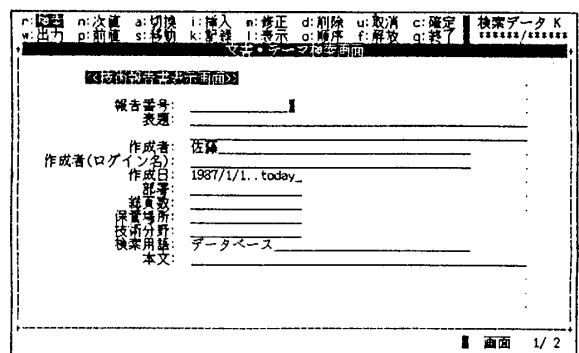 r:検索 n:次値 a:切換 i:挿入 m:修正 d:削除 u:取消 c:確定 検索データ K
w:出力 p:前値 s:移動 k:記録 l:表示 o:順序 f:解放 q:終了 ******/******
文書・テーマ検索画面
<<技術報告書表示画面>>
報告番号:
表題:
作成者: 佐藤
作成者(ログイン名):
作成日: 1987/1/1..today
部署:
総頁数:
保管場所:
技術分野:
検索用語: データベース
本文:
画面 1/ 2